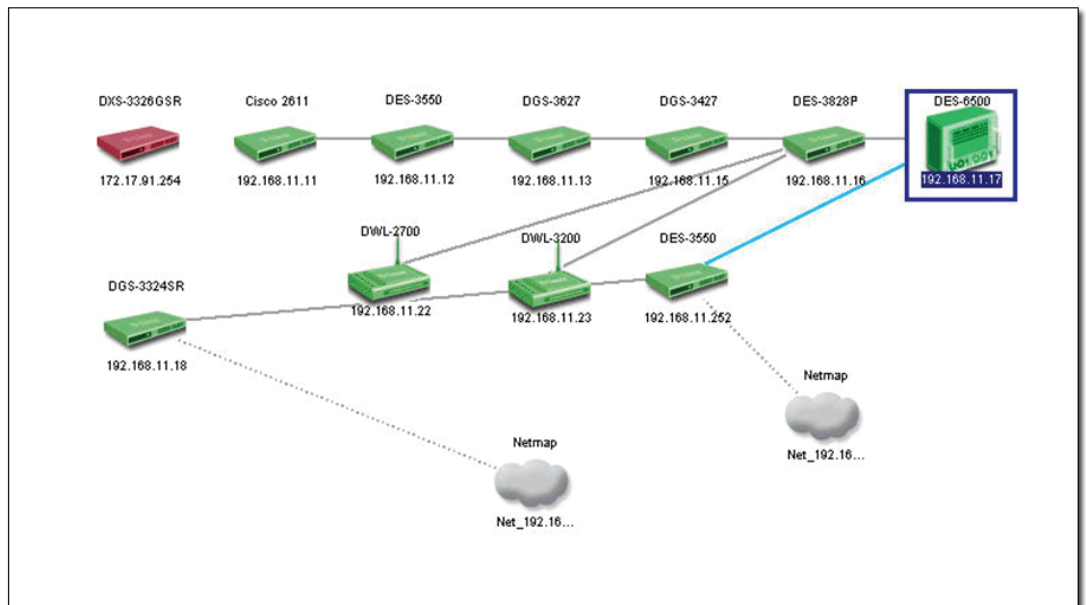 DXS-3326GSR
Cisco 2611
DES-3550
DGS-3627
DGS-3427
DES-3828P
DES-6500
172.17.91.254
192.168.11.11
192.168.11.12
192.168.11.13
192.168.11.15
192.168.11.16
192.168.11.17
DWL-2700
DWL-3200
DES-3550
DGS-3324SR
192.168.11.22
192.168.11.23
192.168.11.252
192.168.11.18
Netmap
Net_192.16...
Netmap
Net_192.16...